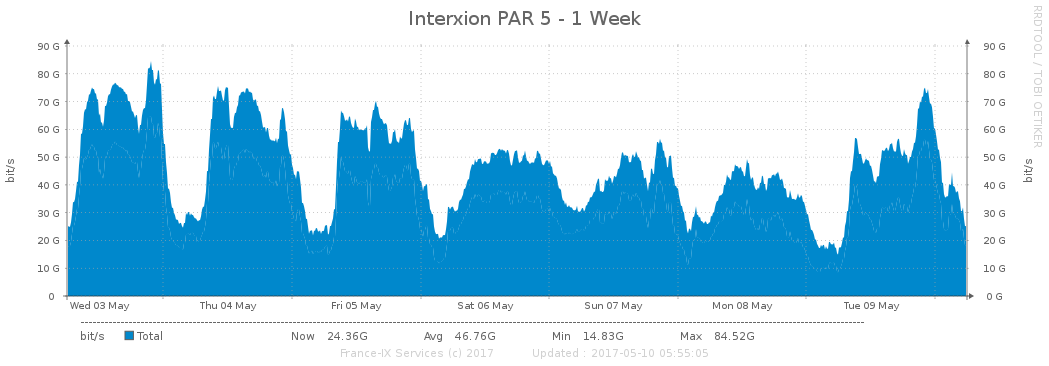 Interxion PAR 5 - 1 Week
RRDTOOL / TOBI OETIKER
90 G 90 G
80 G 80 G
70 G 70 G
60 G 60 G
50 G 50 G
40 G 40 G
30 G 30 G
20 G 20 G
10 G 10 G
0 0 G
bit/s
bit/s
Wed 03 May Thu 04 May Fri 05 May Sat 06 May Sun 07 May Mon 08 May Tue 09 May
bit/s Total Now 24.36G Avg 46.76G Min 14.83G Max 84.52G
France-IX Services (c) 2017 Updated : 2017-05-10 05:55:05